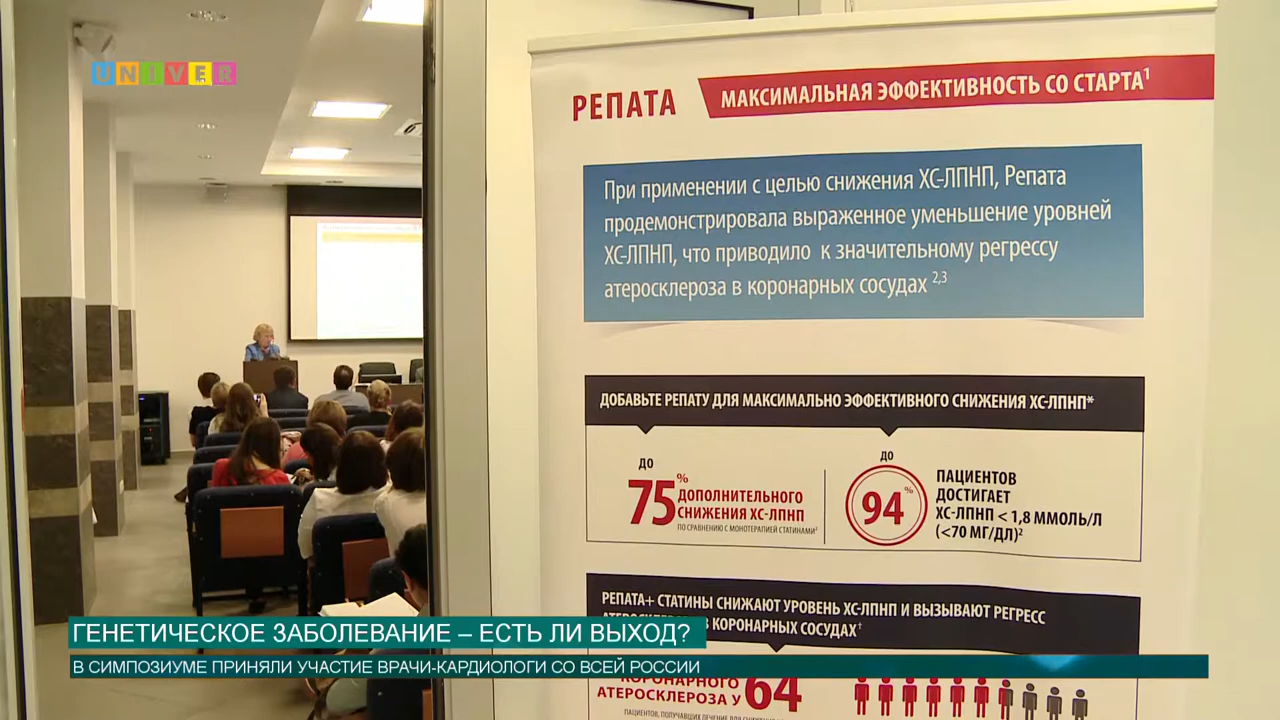 UNIVER
РЕПАТА
МАКСИМАЛЬНАЯ ЭФФЕКТИВНОСТЬ СО СТАРТА¹
При применении с целью снижения ХС-ЛПНП, Репата
продемонстрировала выраженное уменьшение уровней
ХС-ЛПНП, что приводило к значительному регрессу
атеросклероза в коронарных сосудах ²,³
ДОБАВЬТЕ РЕПАТУ ДЛЯ МАКСИМАЛЬНО ЭФФЕКТИВНОГО СНИЖЕНИЯ ХС-ЛПНП*
ДО
75%
ДОПОЛНИТЕЛЬНОГО
СНИЖЕНИЯ ХС-ЛПНП
ПО СРАВНЕНИЮ С МОНОТЕРАПИЕЙ СТАТИНАМИ²
ДО
94%
ПАЦИЕНТОВ
ДОСТИГАЕТ
ХС-ЛПНП < 1,8 ММОЛЬ/Л
(<70 МГ/ДЛ)²
РЕПАТА+ СТАТИНЫ СНИЖАЮТ УРОВЕНЬ ХС-ЛПНП И ВЫЗЫВАЮТ РЕГРЕСС
В КОРОНАРНЫХ СОСУДАХ†
КОРОНАРНОГО
АТЕРОСКЛЕРОЗА У 64
ГЕНЕТИЧЕСКОЕ ЗАБОЛЕВАНИЕ – ЕСТЬ ЛИ ВЫХОД?
В СИМПОЗИУМЕ ПРИНЯЛИ УЧАСТИЕ ВРАЧИ-КАРДИОЛОГИ СО ВСЕЙ РОССИИ